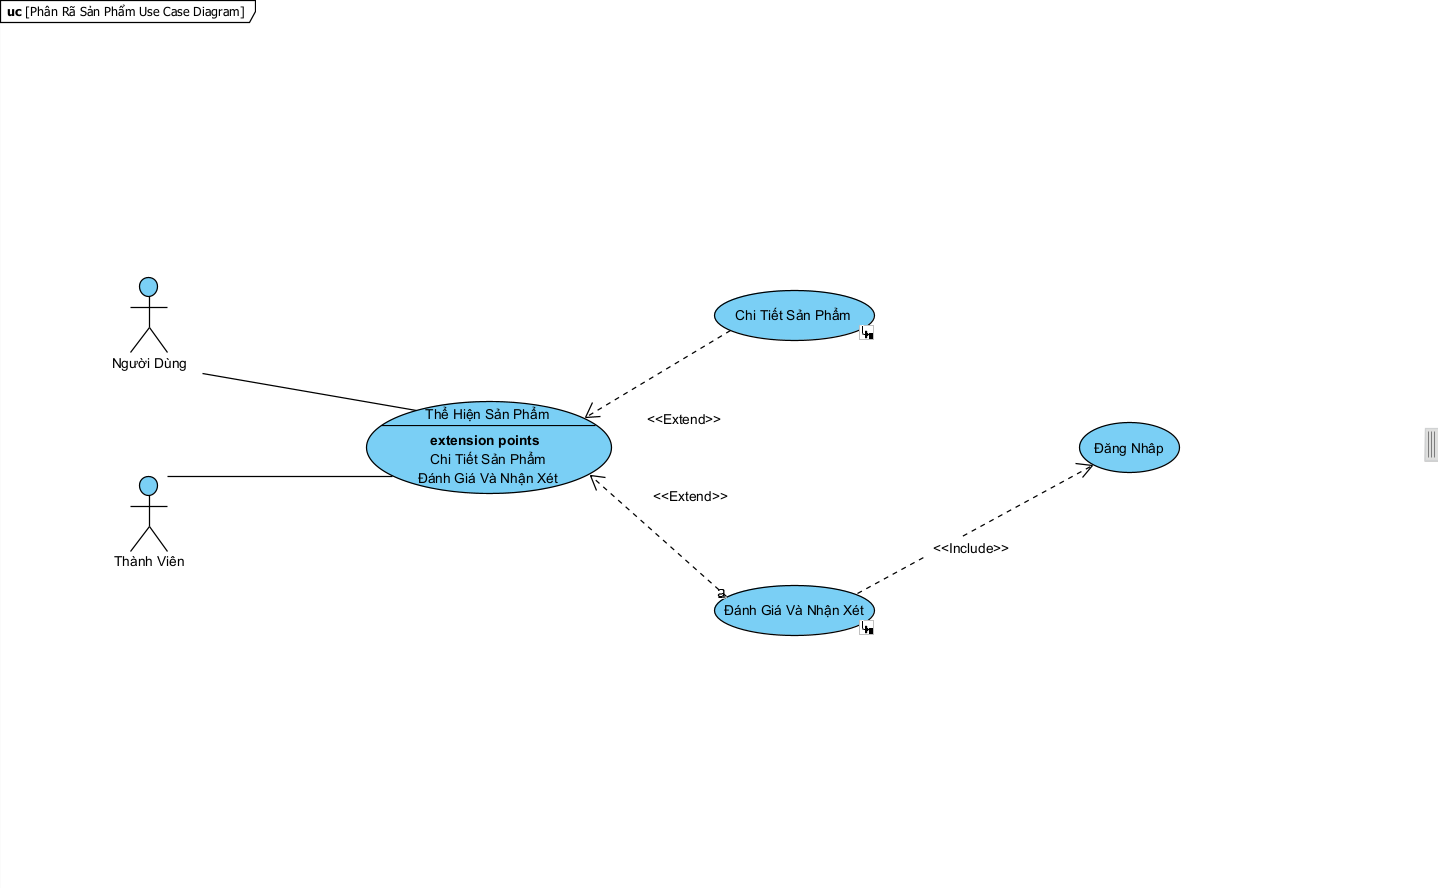 uc [Phân Rã Sản Phẩm Use Case Diagram]
Người Dùng
Thành Viên
Thể Hiện Sản Phẩm
extension points
Chi Tiết Sản Phẩm
Đánh Giá Và Nhận Xét
Chi Tiết Sản Phẩm
<<Extend>>
<<Extend>>
Đăng Nhâp
<<Include>>
a
Đánh Giá Và Nhận Xét